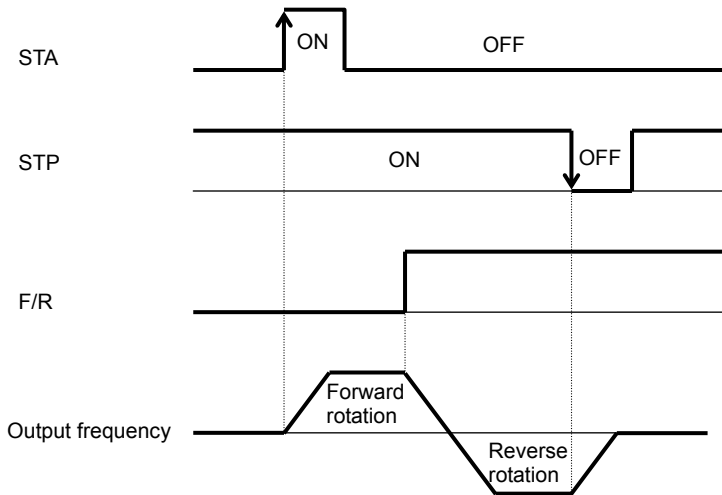 STA
ON
OFF
STP
ON
OFF
F/R
Output frequency
Forward
rotation
Reverse
rotation